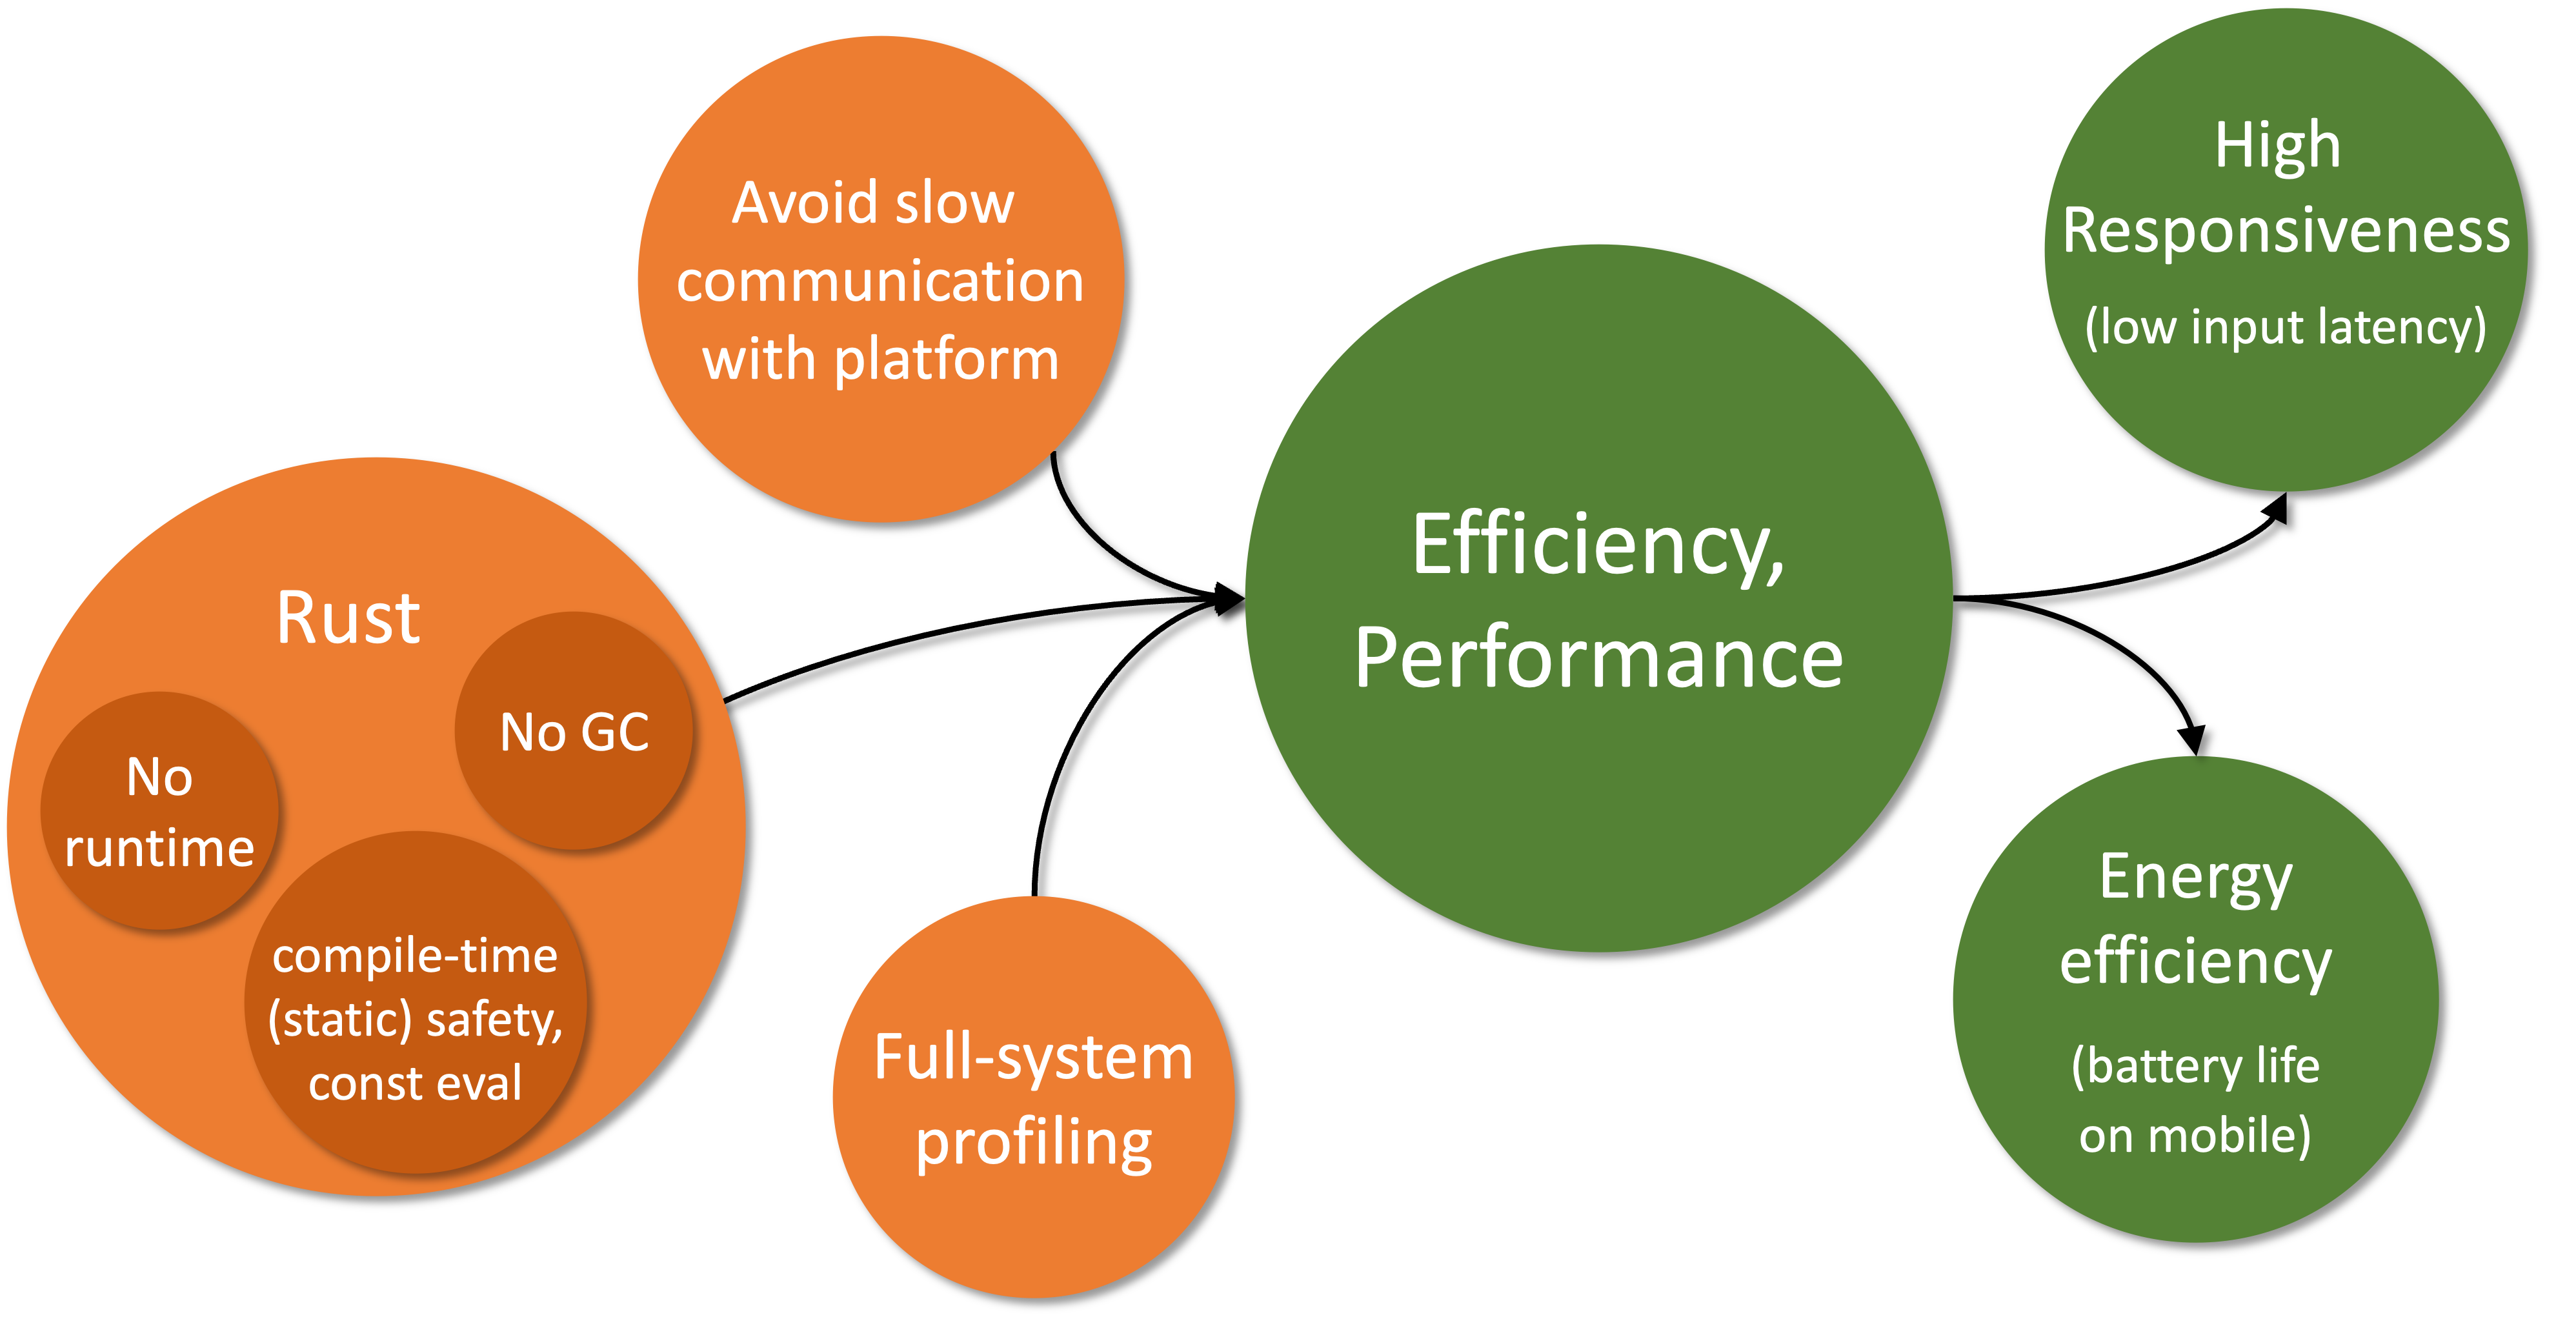 Avoid slow
communication
with platform
Rust
No GC
No
runtime
compile-time
(static) safety,
const eval
Full-system
profiling
Efficiency,
Performance
High
Responsiveness
(low input latency)
Energy
efficiency
(battery life
on mobile)